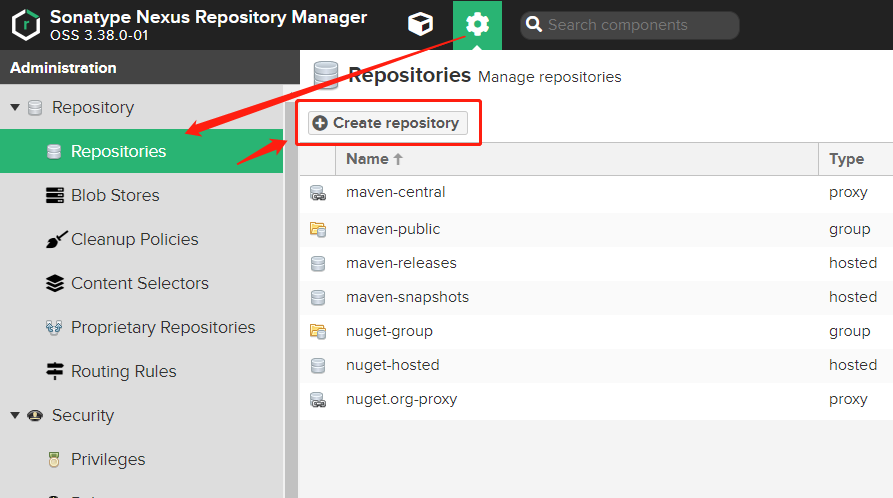 Sonatype Nexus Repository Manager
OSS 3.38.0-01
Search components
Administration
Repository
Repositories
Blob Stores
Cleanup Policies
Content Selectors
Proprietary Repositories
Routing Rules
Security
Privileges
Repositories Manage repositories
Create repository
Name Type
maven-central proxy
maven-public group
maven-releases hosted
maven-snapshots hosted
nuget-group group
nuget-hosted hosted
nuget.org-proxy proxy